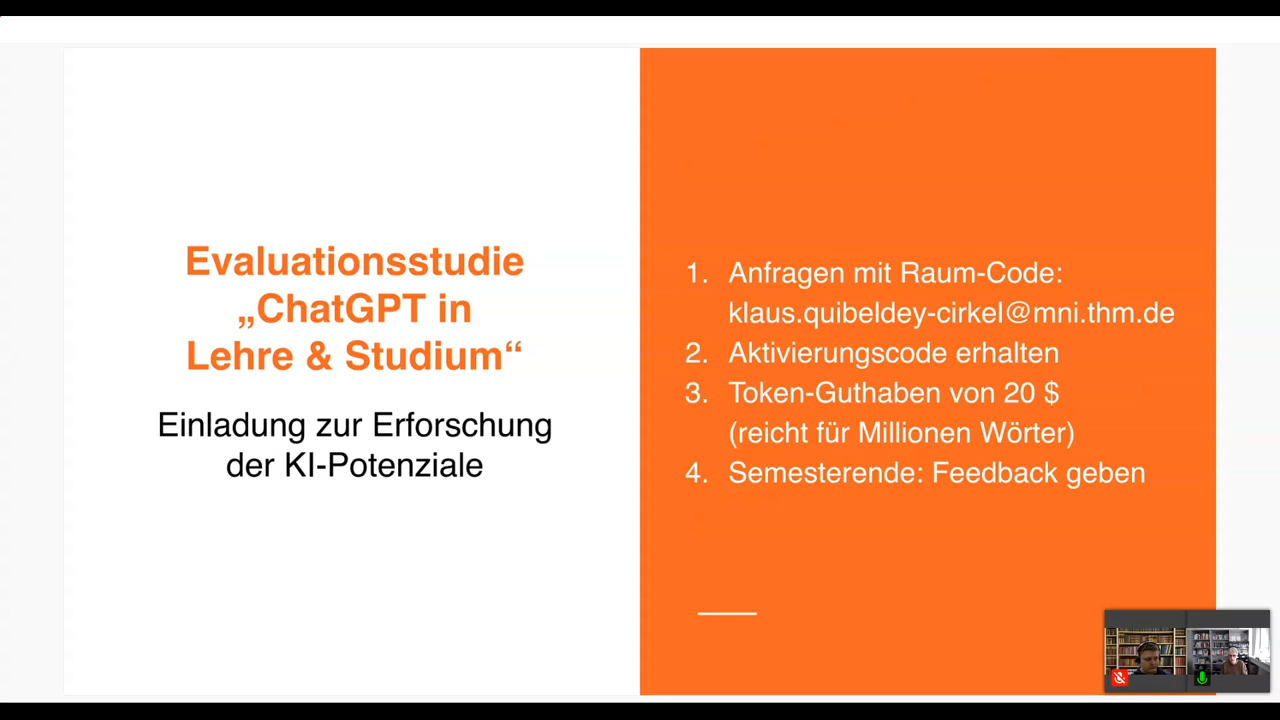 Evaluationsstudie
„ChatGPT in
Lehre & Studium“
Einladung zur Erforschung
der KI-Potenziale
1. Anfragen mit Raum-Code:
klaus.quibeldey-cirkel@mni.thm.de
2. Aktivierungscode erhalten
3. Token-Guthaben von 20 $
(reicht für Millionen Wörter)
4. Semesterende: Feedback geben